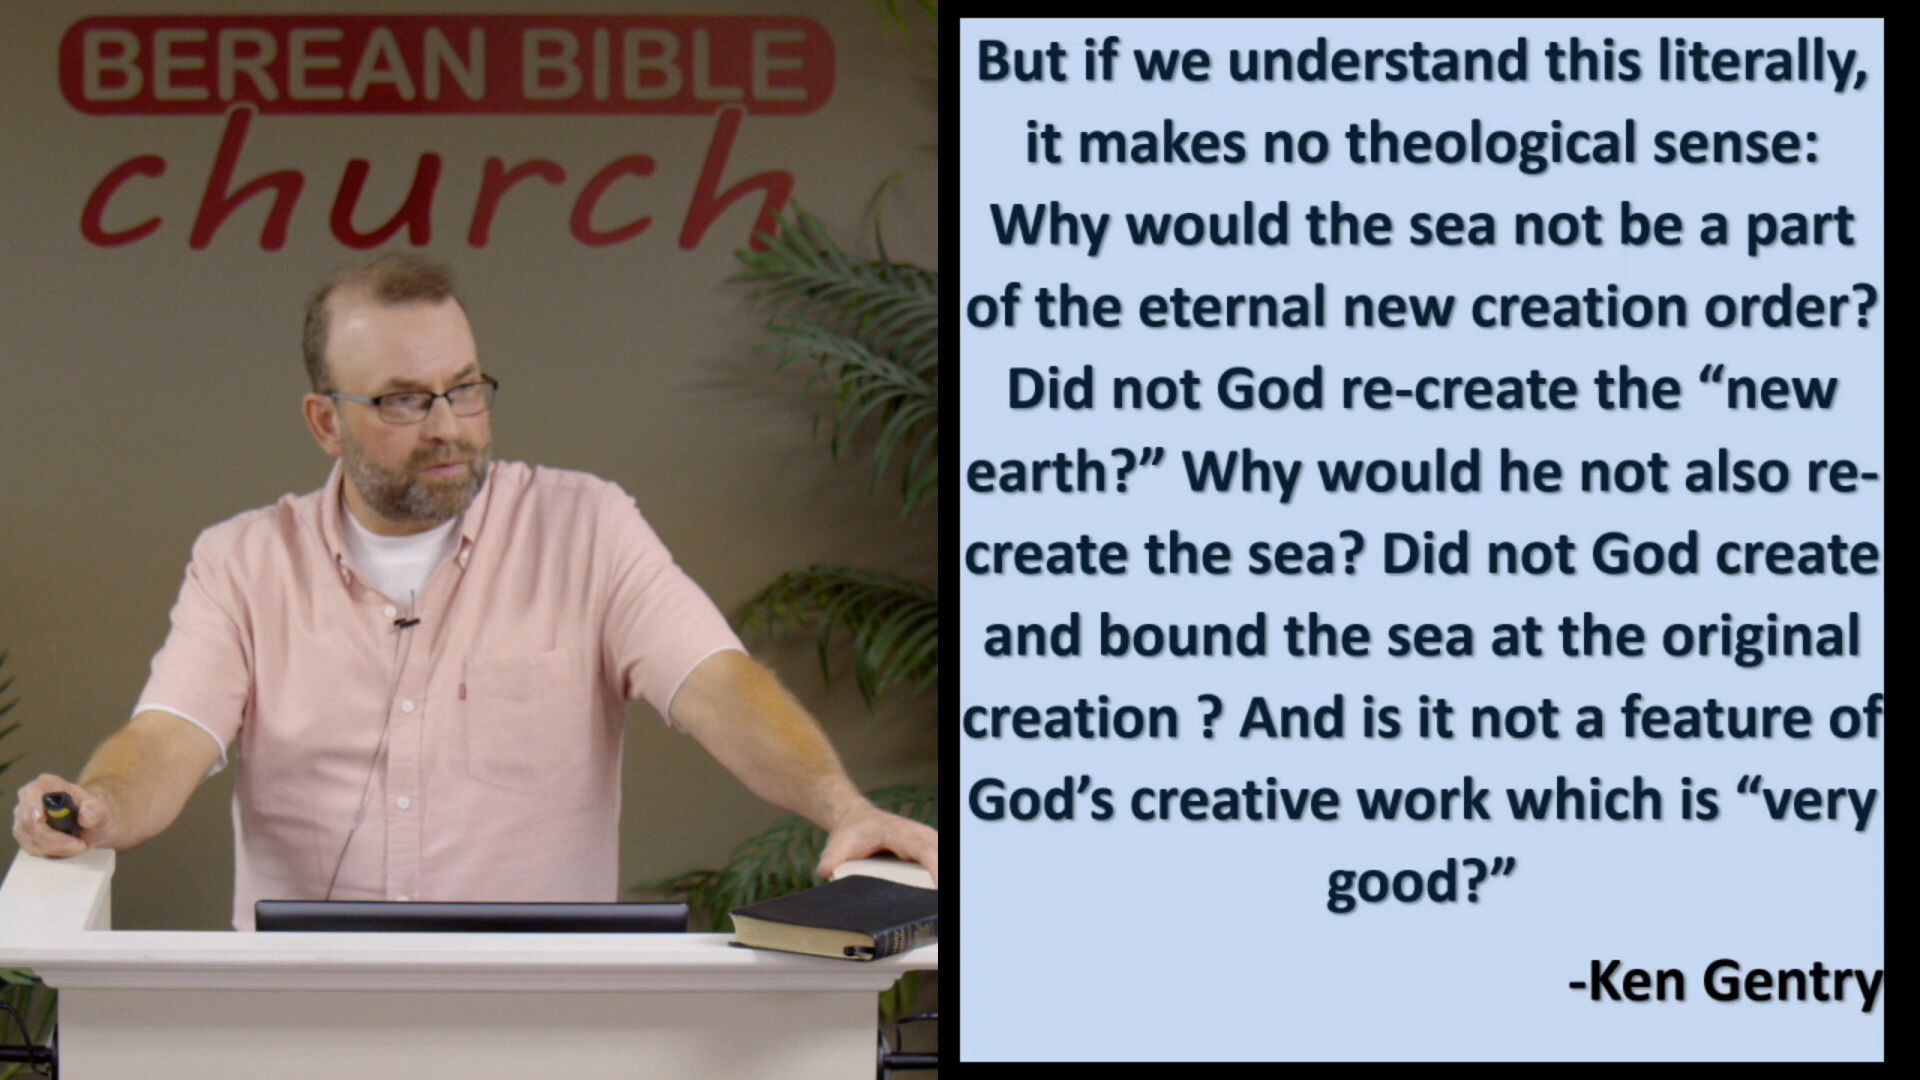 BEREAN BIBLE
church
But if we understand this literally,
it makes no theological sense:
Why would the sea not be a part
of the eternal new creation order?
Did not God re-create the “new
earth?” Why would he not also re-
create the sea? Did not God create
and bound the sea at the original
creation ? And is it not a feature of
God’s creative work which is “very
good?”
-Ken Gentry